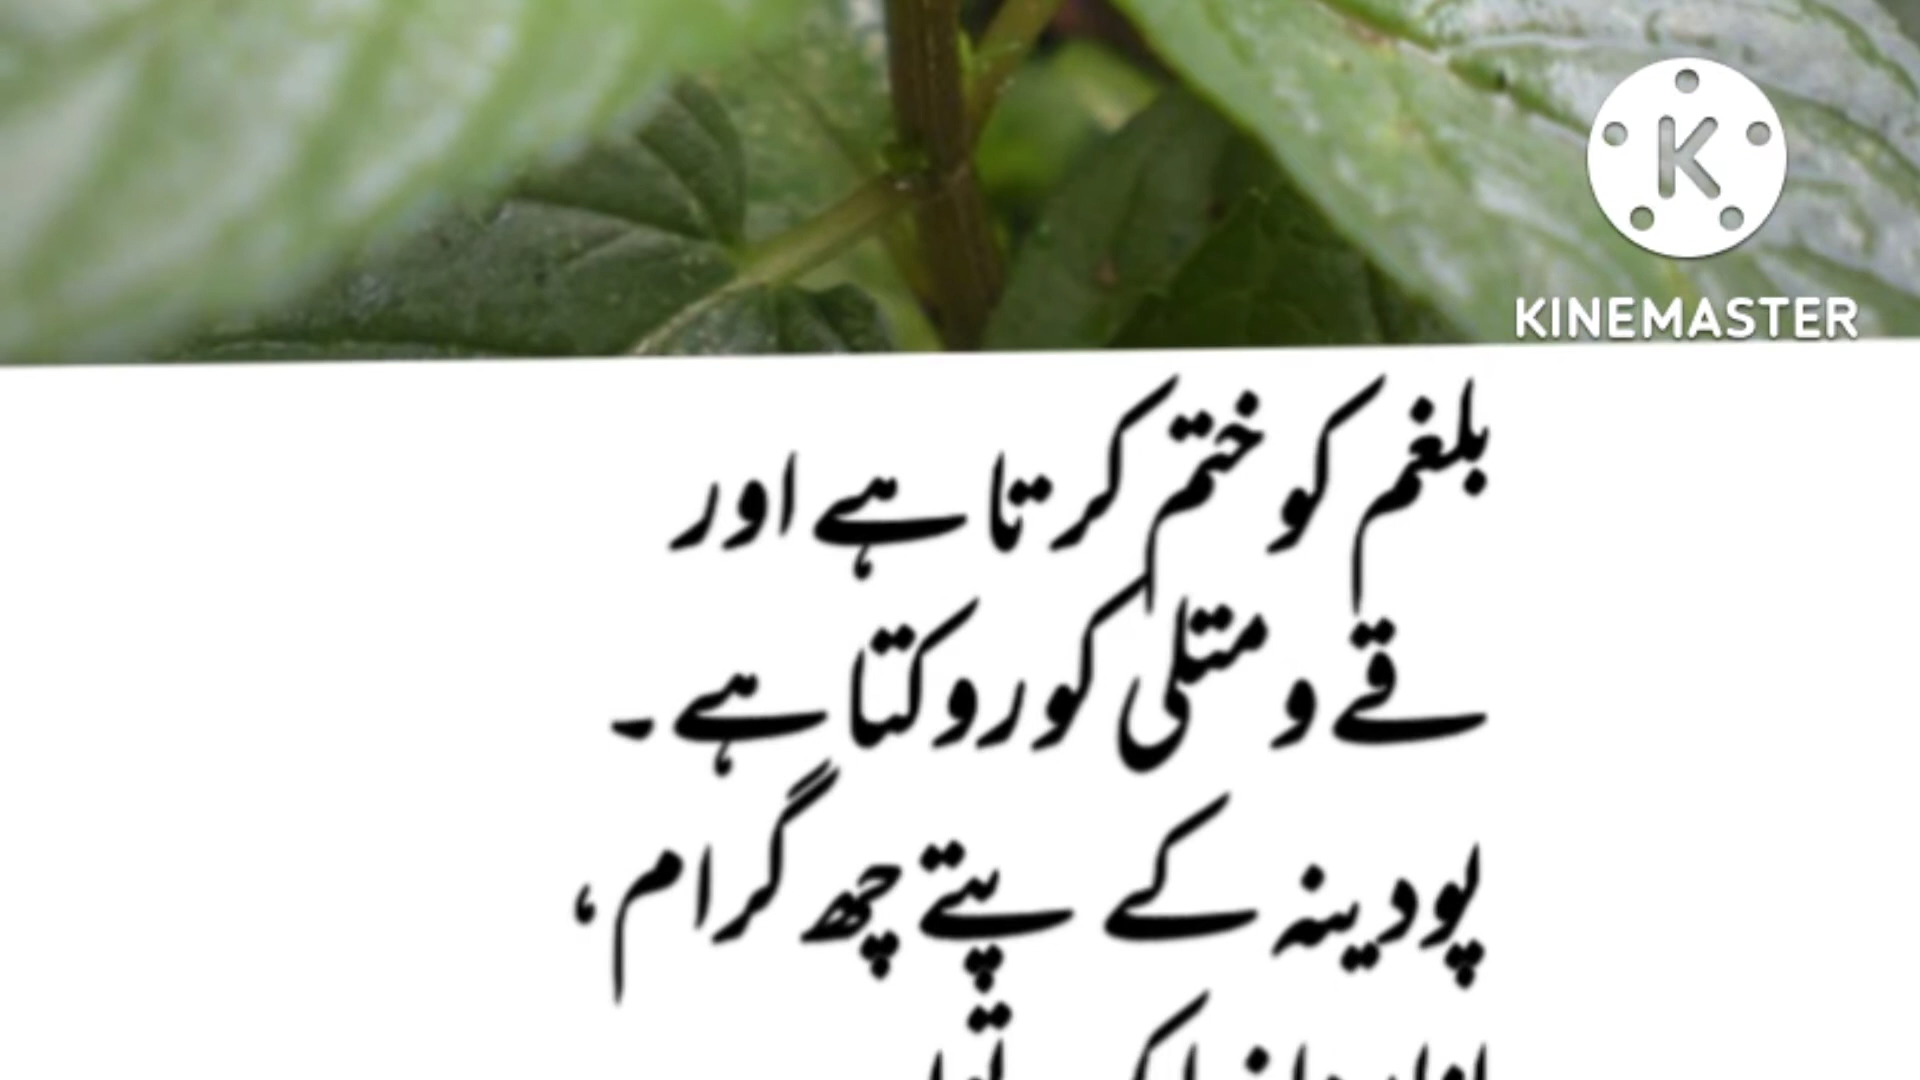 KINEMASTER
بلغم کو ختم کرتا ہے اور
قے و متلی کو روکتا ہے ۔
پودینہ کے پتے چھ گرام ،